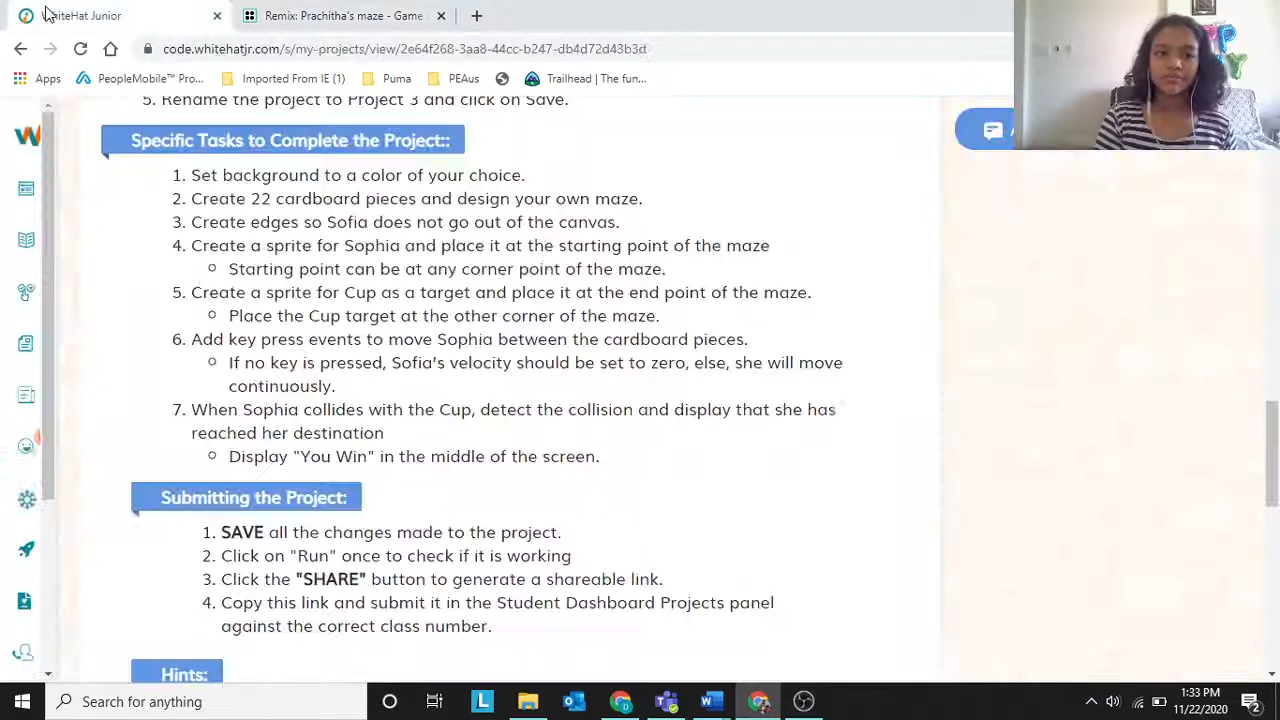 WhiteHat Junior
Remix: Prachitha's maze - Game
code.whitehatjr.com/s/my-projects/view/2e64f268-3aa8-44cc-b247-db4d72d43b3d
Apps
PeopleMobile™ Pro...
Imported From IE (1)
Puma
PEAus
Trailhead | The fun...
5. Rename the project to Project 3 and click on Save.
Specific Tasks to Complete the Project::
1. Set background to a color of your choice.
2. Create 22 cardboard pieces and design your own maze.
3. Create edges so Sofia does not go out of the canvas.
4. Create a sprite for Sophia and place it at the starting point of the maze
Starting point can be at any corner point of the maze.
5. Create a sprite for Cup as a target and place it at the end point of the maze.
Place the Cup target at the other corner of the maze.
6. Add key press events to move Sophia between the cardboard pieces.
If no key is pressed, Sofia's velocity should be set to zero, else, she will move
continuously.
7. When Sophia collides with the Cup, detect the collision and display that she has
reached her destination
Display "You Win" in the middle of the screen.
Submitting the Project:
1. SAVE all the changes made to the project.
2. Click on "Run" once to check if it is working
3. Click the "SHARE" button to generate a shareable link.
4. Copy this link and submit it in the Student Dashboard Projects panel
against the correct class number.
Hints:
Search for anything
1:33 PM
11/22/2020
2